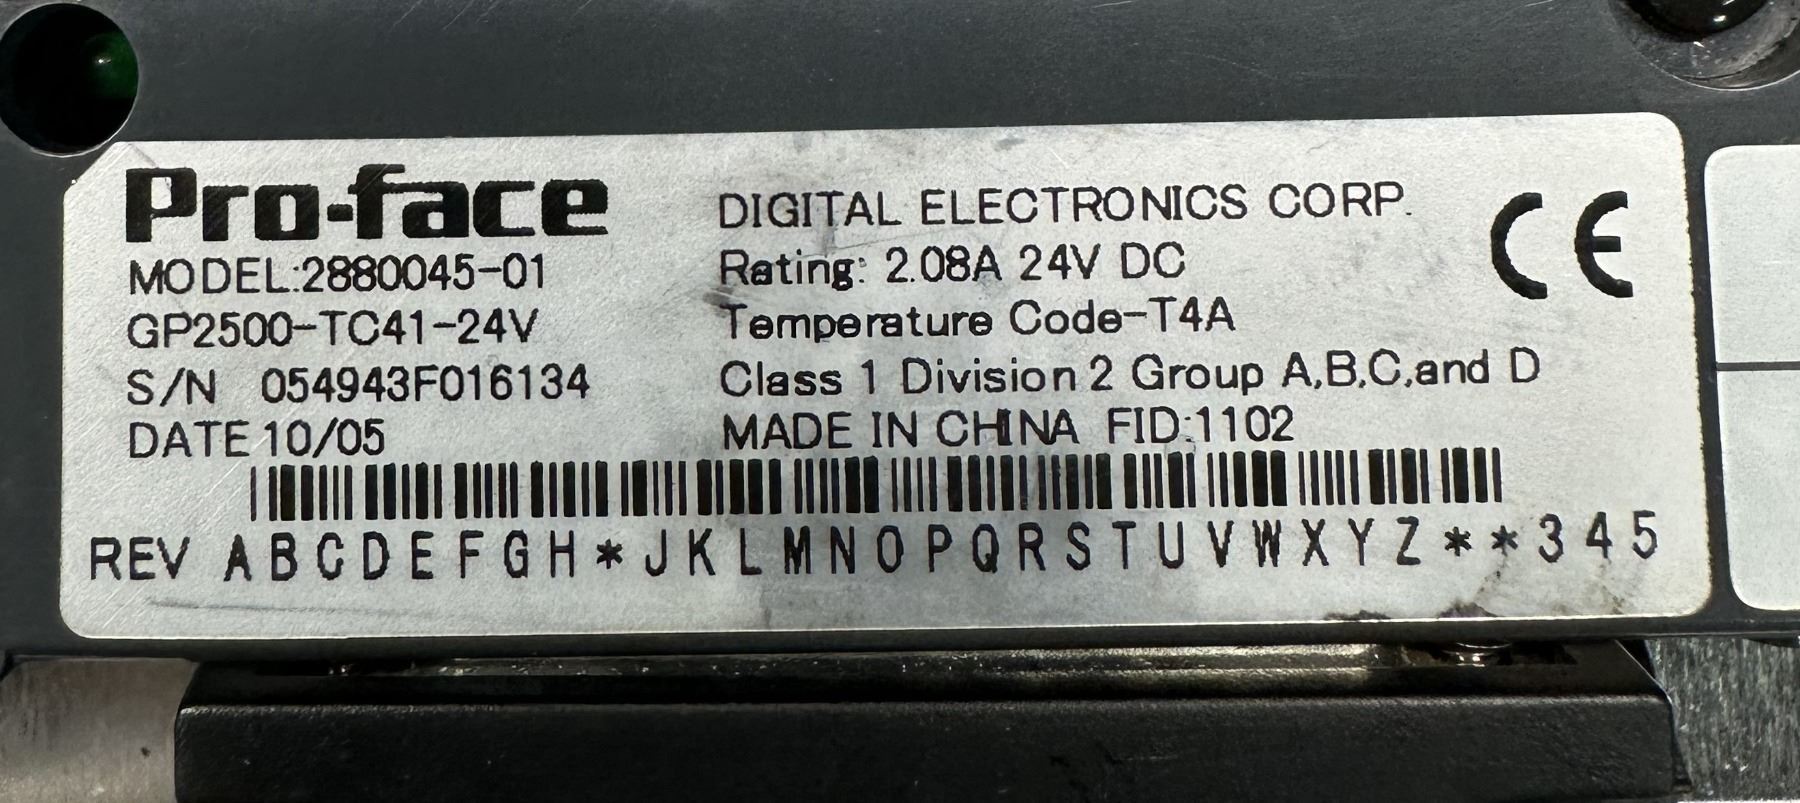 Pro-face
MODEL:2880045-01
GP2500-TC41-24V
S/N 054943F016134
DATE 10/05
DIGITAL ELECTRONICS CORP.
Rating: 2.08A 24V DC
Temperature Code-T4A
Class 1 Division 2 Group A,B,C,and D
MADE IN CHINA FID:1102
CE
REV A B C D E F G H * J K L M N O P Q R S T U V W X Y Z * * 3 4 5